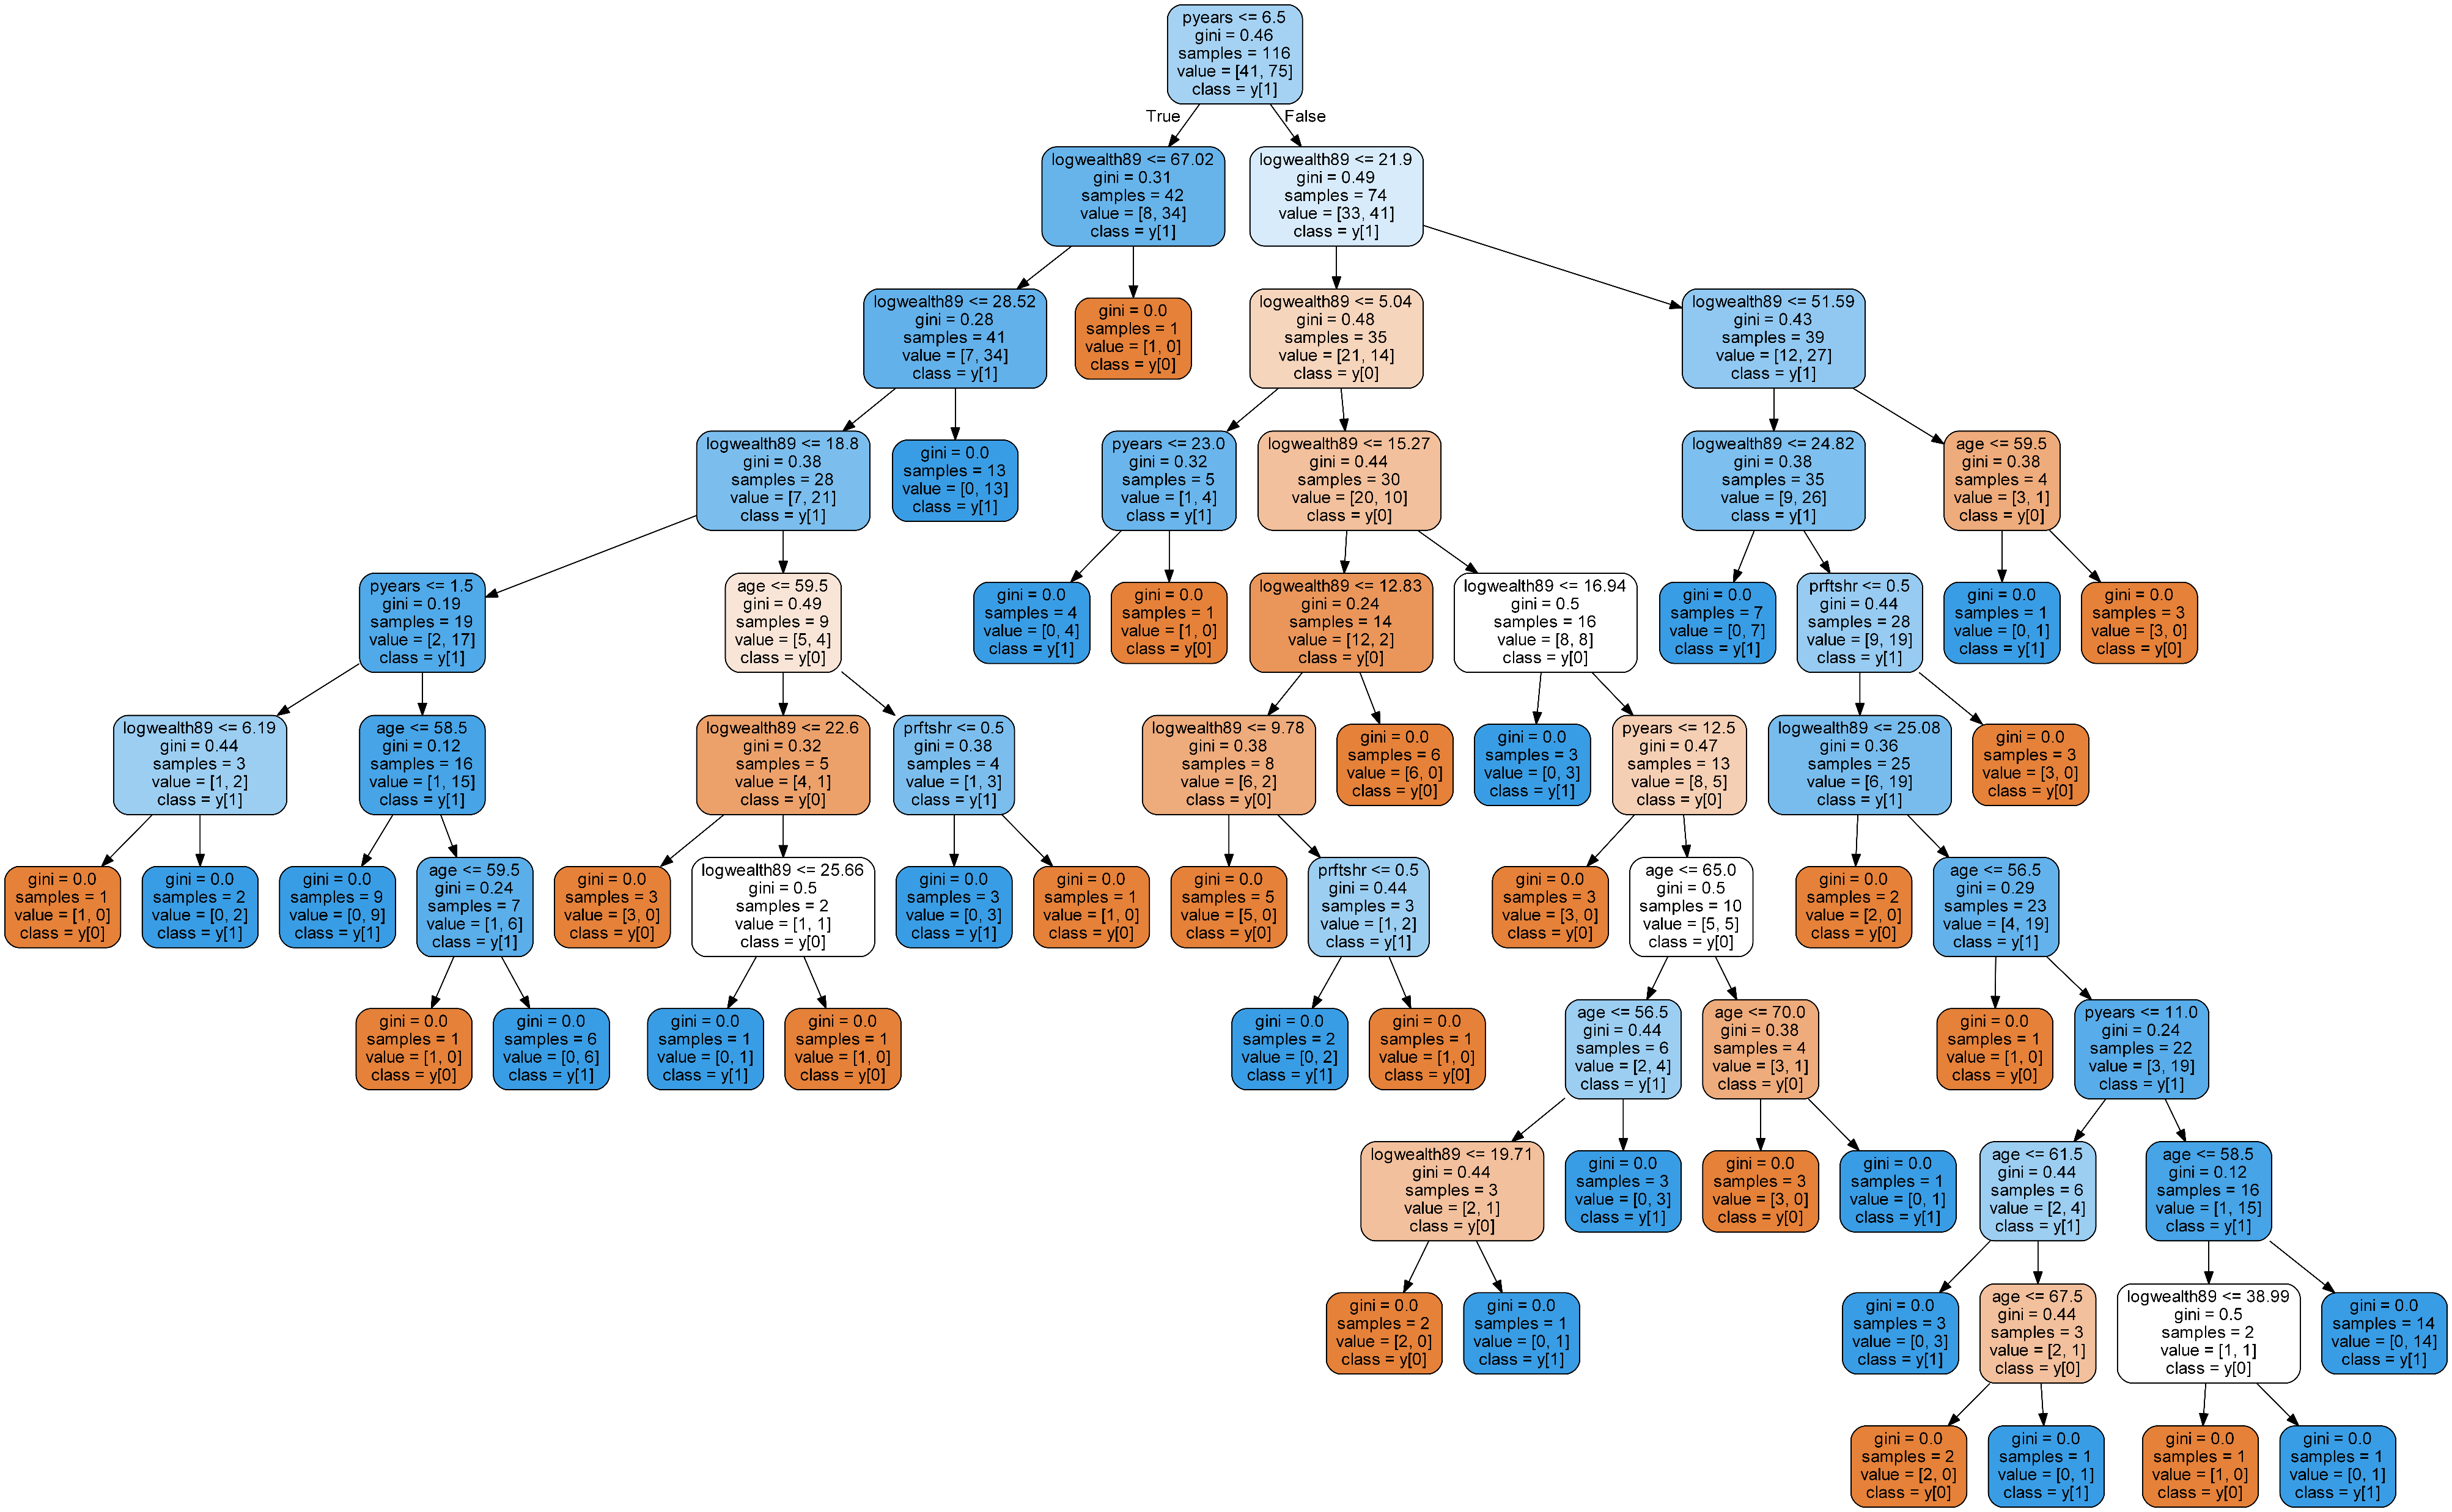 pyears <= 6.5
gini = 0.46
samples = 116
value = [41, 75]
class = y[1]
True
False
logwealth89 <= 67.02
gini = 0.31
samples = 42
value = [8, 34]
class = y[1]
logwealth89 <= 21.9
gini = 0.49
samples = 74
value = [33, 41]
class = y[1]
logwealth89 <= 28.52
gini = 0.28
samples = 41
value = [7, 34]
class = y[1]
gini = 0.0
samples = 1
value = [1, 0]
class = y[0]
logwealth89 <= 5.04
gini = 0.48
samples = 35
value = [21, 14]
class = y[0]
logwealth89 <= 51.59
gini = 0.43
samples = 39
value = [12, 27]
class = y[1]
logwealth89 <= 18.8
gini = 0.38
samples = 28
value = [7, 21]
class = y[1]
gini = 0.0
samples = 13
value = [0, 13]
class = y[1]
pyears <= 23.0
gini = 0.32
samples = 5
value = [1, 4]
class = y[1]
logwealth89 <= 15.27
gini = 0.44
samples = 30
value = [20, 10]
class = y[0]
logwealth89 <= 24.82
gini = 0.38
samples = 35
value = [9, 26]
class = y[1]
age <= 59.5
gini = 0.38
samples = 4
value = [3, 1]
class = y[0]
pyears <= 1.5
gini = 0.19
samples = 19
value = [2, 17]
class = y[1]
age <= 59.5
gini = 0.49
samples = 9
value = [5, 4]
class = y[0]
gini = 0.0
samples = 4
value = [0, 4]
class = y[1]
gini = 0.0
samples = 1
value = [1, 0]
class = y[0]
logwealth89 <= 12.83
gini = 0.24
samples = 14
value = [12, 2]
class = y[0]
logwealth89 <= 16.94
gini = 0.5
samples = 16
value = [8, 8]
class = y[0]
gini = 0.0
samples = 7
value = [0, 7]
class = y[1]
prftshr <= 0.5
gini = 0.44
samples = 28
value = [9, 19]
class = y[1]
gini = 0.0
samples = 1
value = [0, 1]
class = y[1]
gini = 0.0
samples = 3
value = [3, 0]
class = y[0]
logwealth89 <= 6.19
gini = 0.44
samples = 3
value = [1, 2]
class = y[1]
age <= 58.5
gini = 0.12
samples = 16
value = [1, 15]
class = y[1]
logwealth89 <= 22.6
gini = 0.32
samples = 5
value = [4, 1]
class = y[0]
prftshr <= 0.5
gini = 0.38
samples = 4
value = [1, 3]
class = y[1]
logwealth89 <= 9.78
gini = 0.38
samples = 8
value = [6, 2]
class = y[0]
gini = 0.0
samples = 6
value = [6, 0]
class = y[0]
gini = 0.0
samples = 3
value = [0, 3]
class = y[1]
pyears <= 12.5
gini = 0.47
samples = 13
value = [8, 5]
class = y[0]
logwealth89 <= 25.08
gini = 0.36
samples = 25
value = [6, 19]
class = y[1]
gini = 0.0
samples = 3
value = [3, 0]
class = y[0]
gini = 0.0
samples = 1
value = [1, 0]
class = y[0]
gini = 0.0
samples = 2
value = [0, 2]
class = y[1]
gini = 0.0
samples = 9
value = [0, 9]
class = y[1]
age <= 59.5
gini = 0.24
samples = 7
value = [1, 6]
class = y[1]
gini = 0.0
samples = 3
value = [3, 0]
class = y[0]
logwealth89 <= 25.66
gini = 0.5
samples = 2
value = [1, 1]
class = y[0]
gini = 0.0
samples = 3
value = [0, 3]
class = y[1]
gini = 0.0
samples = 1
value = [1, 0]
class = y[0]
gini = 0.0
samples = 5
value = [5, 0]
class = y[0]
prftshr <= 0.5
gini = 0.44
samples = 3
value = [1, 2]
class = y[1]
gini = 0.0
samples = 3
value = [3, 0]
class = y[0]
age <= 65.0
gini = 0.5
samples = 10
value = [5, 5]
class = y[0]
gini = 0.0
samples = 2
value = [2, 0]
class = y[0]
age <= 56.5
gini = 0.29
samples = 23
value = [4, 19]
class = y[1]
gini = 0.0
samples = 1
value = [1, 0]
class = y[0]
gini = 0.0
samples = 6
value = [0, 6]
class = y[1]
gini = 0.0
samples = 1
value = [0, 1]
class = y[1]
gini = 0.0
samples = 1
value = [1, 0]
class = y[0]
gini = 0.0
samples = 2
value = [0, 2]
class = y[1]
gini = 0.0
samples = 1
value = [1, 0]
class = y[0]
age <= 56.5
gini = 0.44
samples = 6
value = [2, 4]
class = y[1]
age <= 70.0
gini = 0.38
samples = 4
value = [3, 1]
class = y[0]
gini = 0.0
samples = 1
value = [1, 0]
class = y[0]
pyears <= 11.0
gini = 0.24
samples = 22
value = [3, 19]
class = y[1]
logwealth89 <= 19.71
gini = 0.44
samples = 3
value = [2, 1]
class = y[0]
gini = 0.0
samples = 3
value = [0, 3]
class = y[1]
gini = 0.0
samples = 3
value = [3, 0]
class = y[0]
gini = 0.0
samples = 1
value = [0, 1]
class = y[1]
age <= 61.5
gini = 0.44
samples = 6
value = [2, 4]
class = y[1]
age <= 58.5
gini = 0.12
samples = 16
value = [1, 15]
class = y[1]
gini = 0.0
samples = 2
value = [2, 0]
class = y[0]
gini = 0.0
samples = 1
value = [0, 1]
class = y[1]
gini = 0.0
samples = 3
value = [0, 3]
class = y[1]
age <= 67.5
gini = 0.44
samples = 3
value = [2, 1]
class = y[0]
logwealth89 <= 38.99
gini = 0.5
samples = 2
value = [1, 1]
class = y[0]
gini = 0.0
samples = 14
value = [0, 14]
class = y[1]
gini = 0.0
samples = 2
value = [2, 0]
class = y[0]
gini = 0.0
samples = 1
value = [0, 1]
class = y[1]
gini = 0.0
samples = 1
value = [1, 0]
class = y[0]
gini = 0.0
samples = 1
value = [0, 1]
class = y[1]